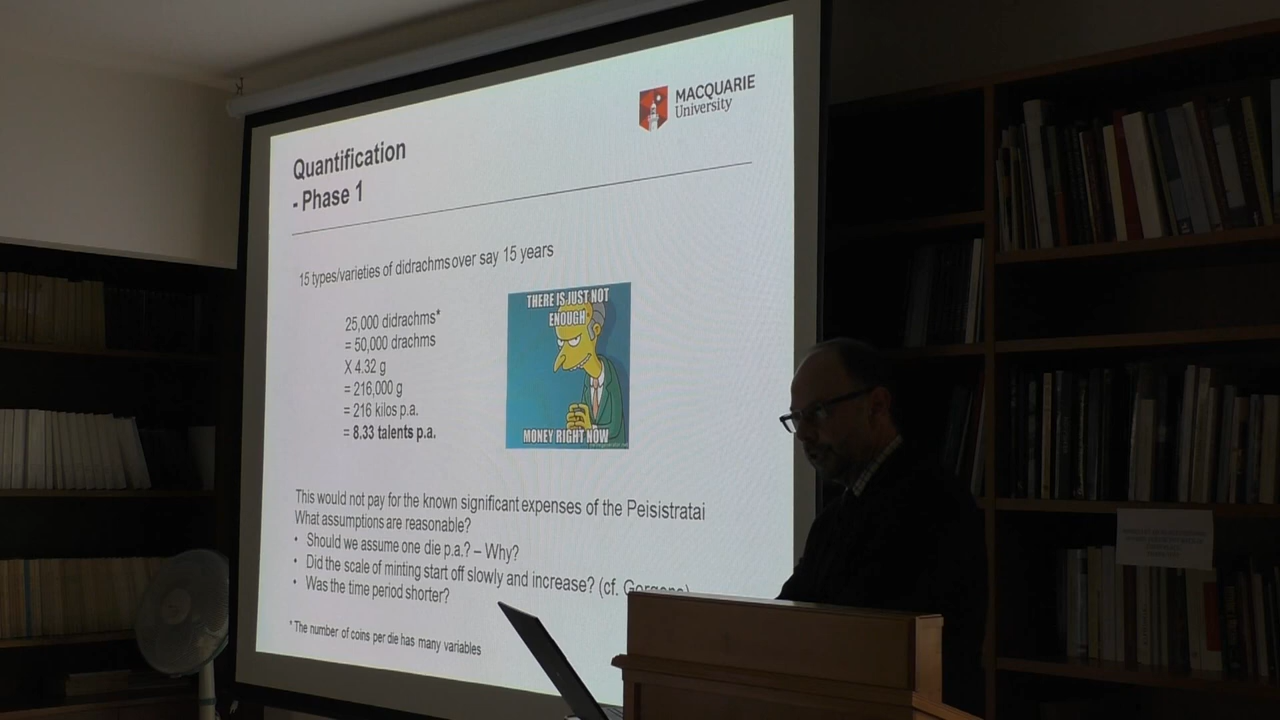 MACQUARIE
University
Quantification
- Phase 1
15 types/varieties of didrachms over say 15 years
25,000 didrachms*
= 50,000 drachms
X 4.32 g
= 216,000 g
= 216 kilos p.a.
= 8.33 talents p.a.
THERE IS JUST NOT
ENOUGH
MONEY RIGHT NOW
This would not pay for the known significant expenses of the Peisistratai
What assumptions are reasonable?
• Should we assume one die p.a.? – Why?
• Did the scale of minting start off slowly and increase? (cf. Gorgons)
• Was the time period shorter?
* The number of coins per die has many variables